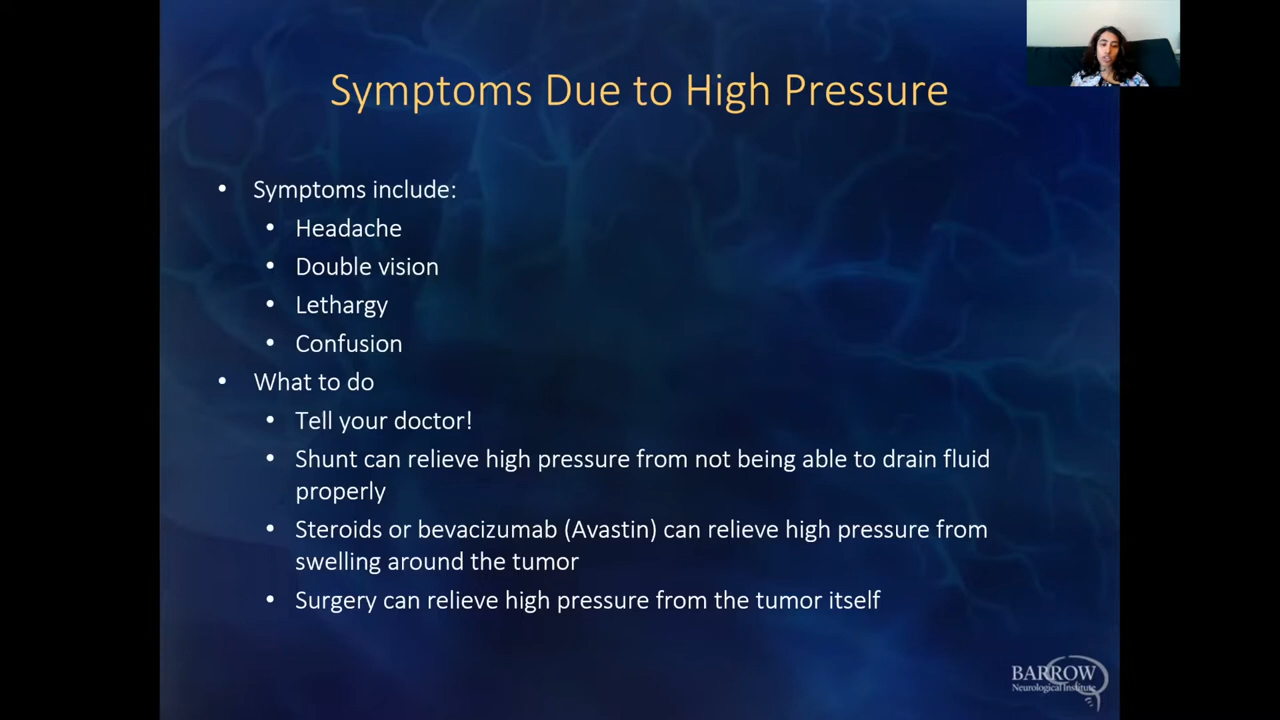 Symptoms Due to High Pressure
• Symptoms include:
• Headache
• Double vision
• Lethargy
• Confusion
• What to do
• Tell your doctor!
• Shunt can relieve high pressure from not being able to drain fluid
properly
• Steroids or bevacizumab (Avastin) can relieve high pressure from
swelling around the tumor
• Surgery can relieve high pressure from the tumor itself
BARROW
Neurological Institute